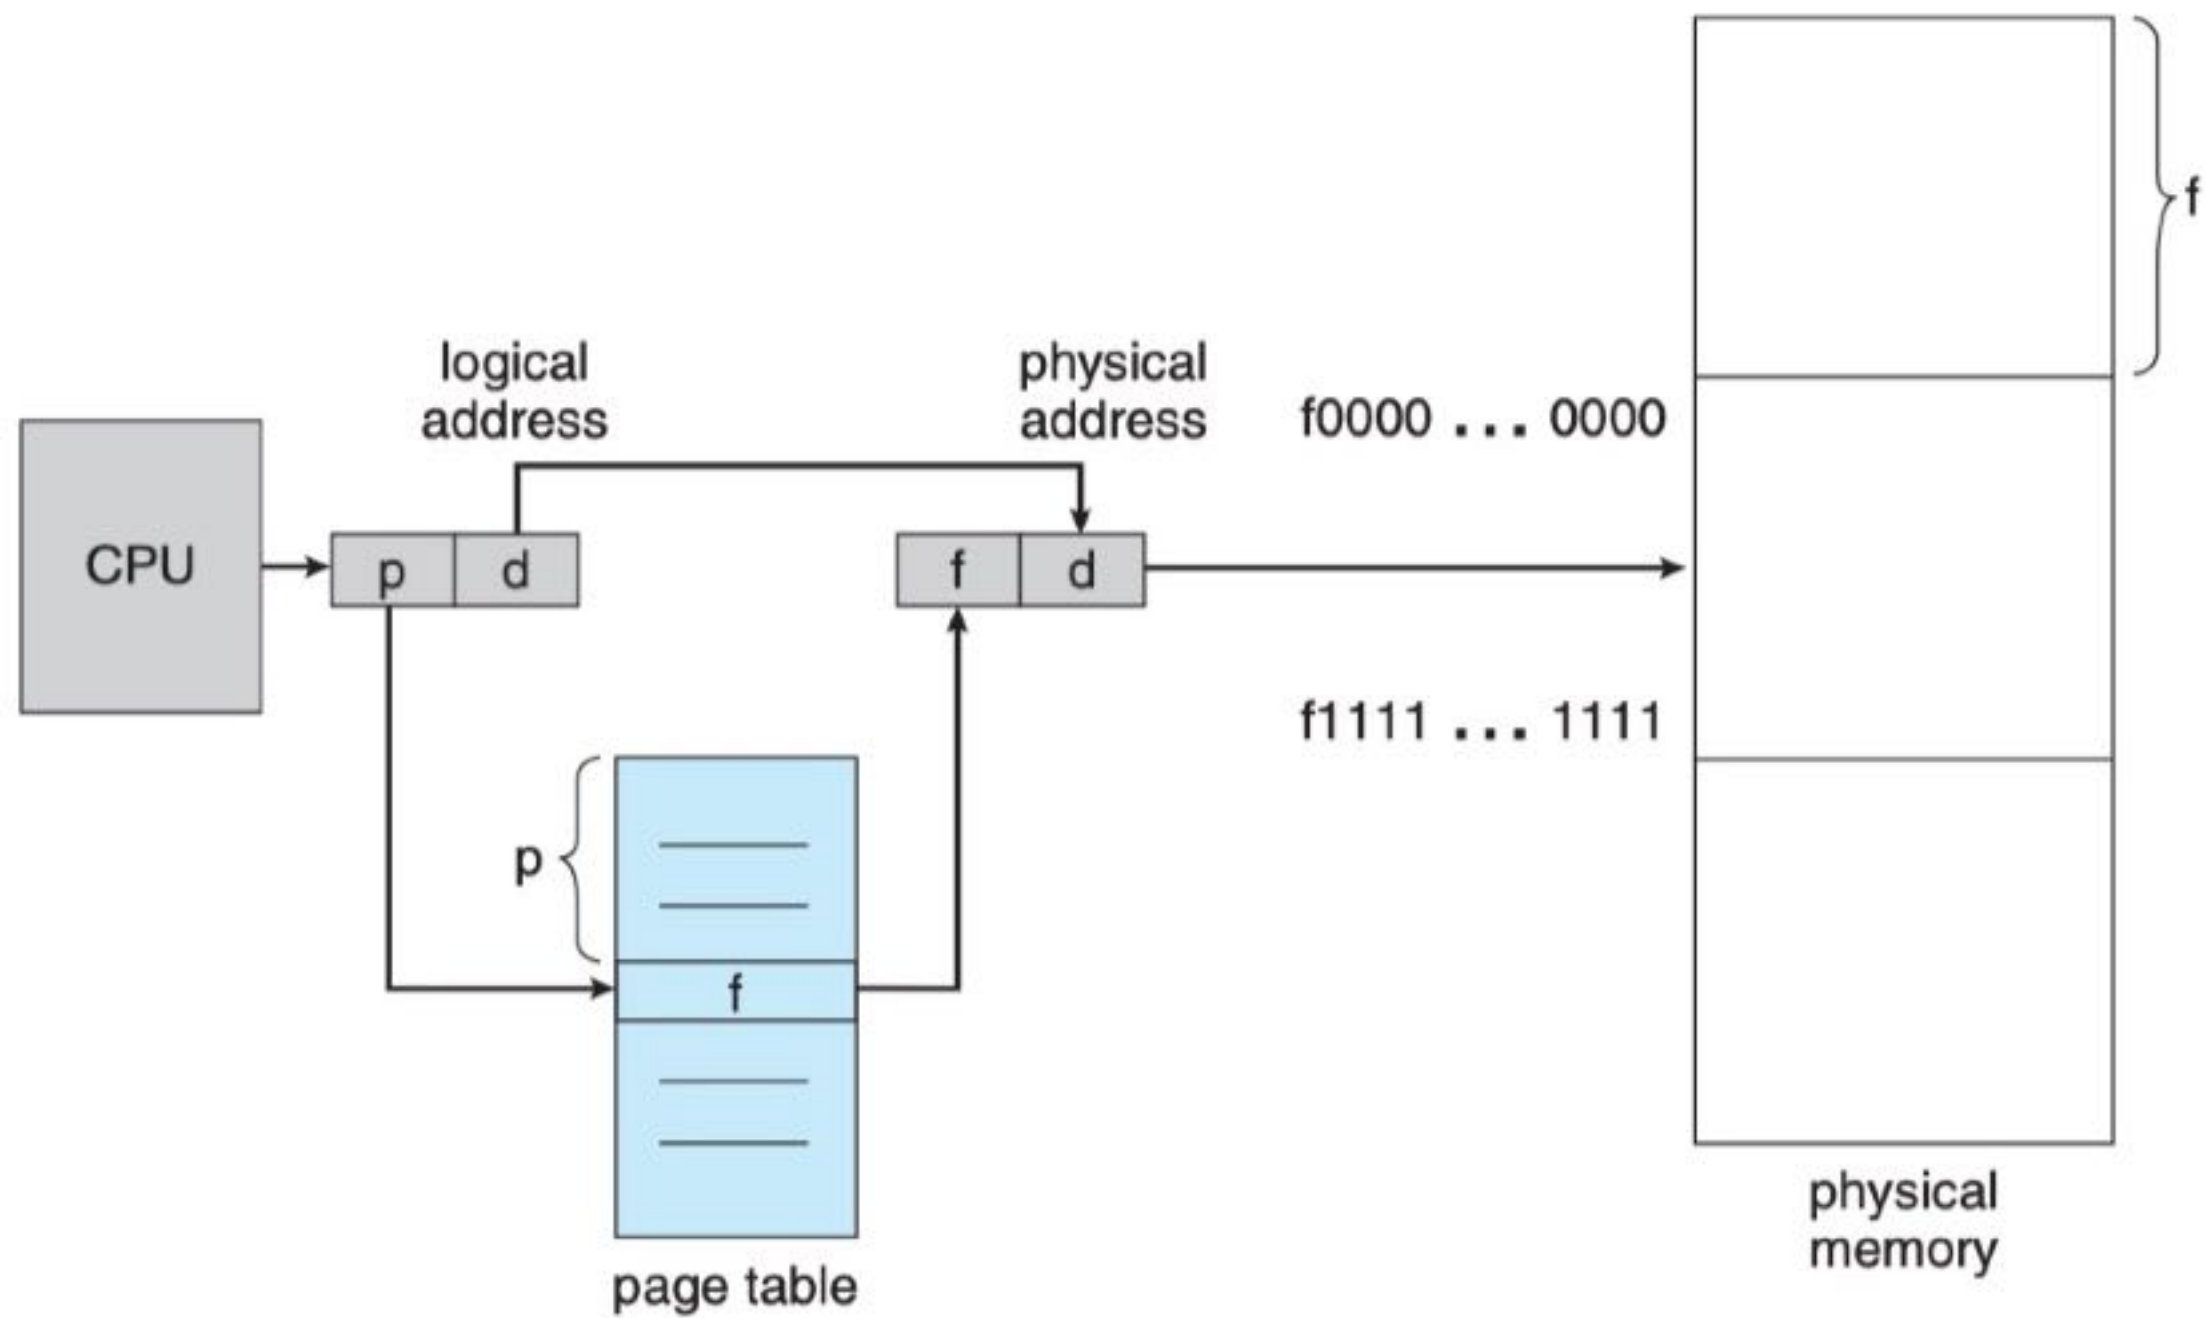 f
logical
address
physical
address
f0000 ... 0000
CPU
p
d
f
d
f1111 ... 1111
p
f
physical
memory
page table